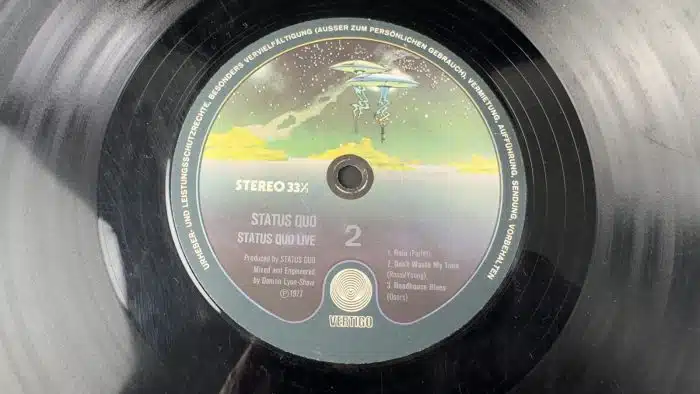 URHEBER- UND LEISTUNGSSCHUTZRECHTE, BESONDERS VERVIELFÄLTIGUNG (AUSSER ZUM PERSÖNLICHEN GEBRAUCH), VERMIETUNG, AUFFÜHRUNG, SENDUNG, VORBEHALTEN
STEREO 33⅓
STATUS QUO
STATUS QUO LIVE
2
Produced by STATUS QUO
Mixed and Engineered
by Damon Lyon-Shaw
Ⓟ 1977
1. Rain (Parfitt)
2. Don't Waste My Time
(Rossi/Young)
3. Roadhouse Blues
(Doors)
VERTIGO